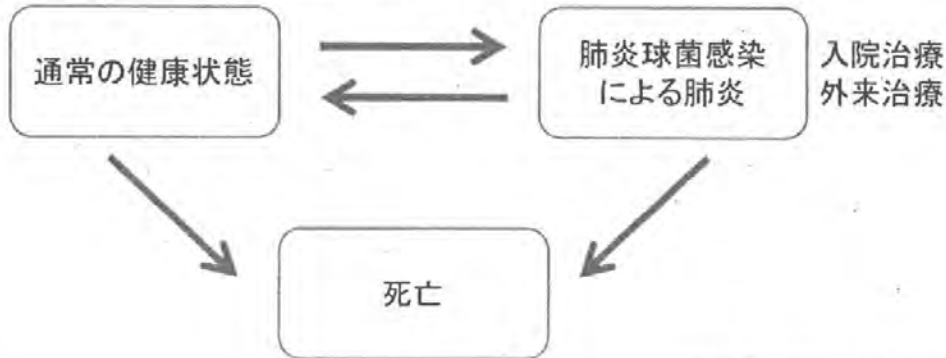 通常の健康状態
肺炎球菌感染
による肺炎
入院治療
外来治療
死亡